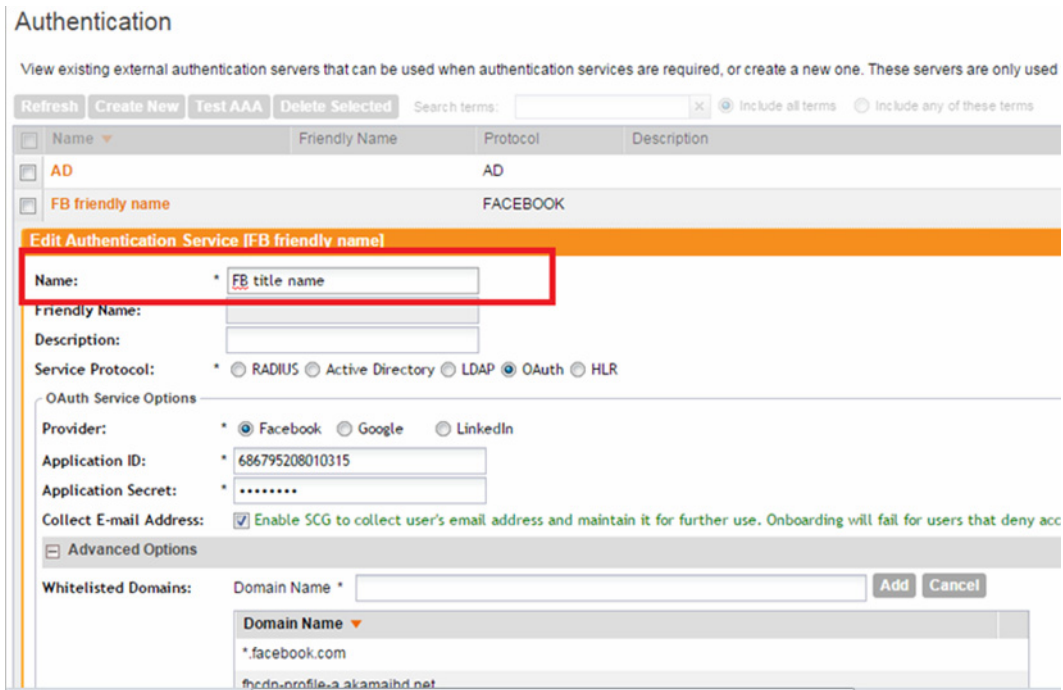 Authentication
View existing external authentication servers that can be used when authentication services are required, or create a new one. These servers are only used
Refresh Create New Test AAA Delete Selected Search terms: x Include all terms Include any of these terms
Name Friendly Name Protocol Description
AD AD
FB friendly name FACEBOOK
Edit Authentication Service [FB friendly name]
Name: * FB title name
Friendly Name:
Description:
Service Protocol: * RADIUS Active Directory LDAP OAuth HLR
OAuth Service Options
Provider: * Facebook Google LinkedIn
Application ID: * 686795208010315
Application Secret: * ••••••••
Collect E-mail Address: Enable SCG to collect user's email address and maintain it for further use. Onboarding will fail for users that deny acc
Advanced Options
Whitelisted Domains: Domain Name * Add Cancel
Domain Name
*.facebook.com
fbcdn-profile-a.akamaihd.net